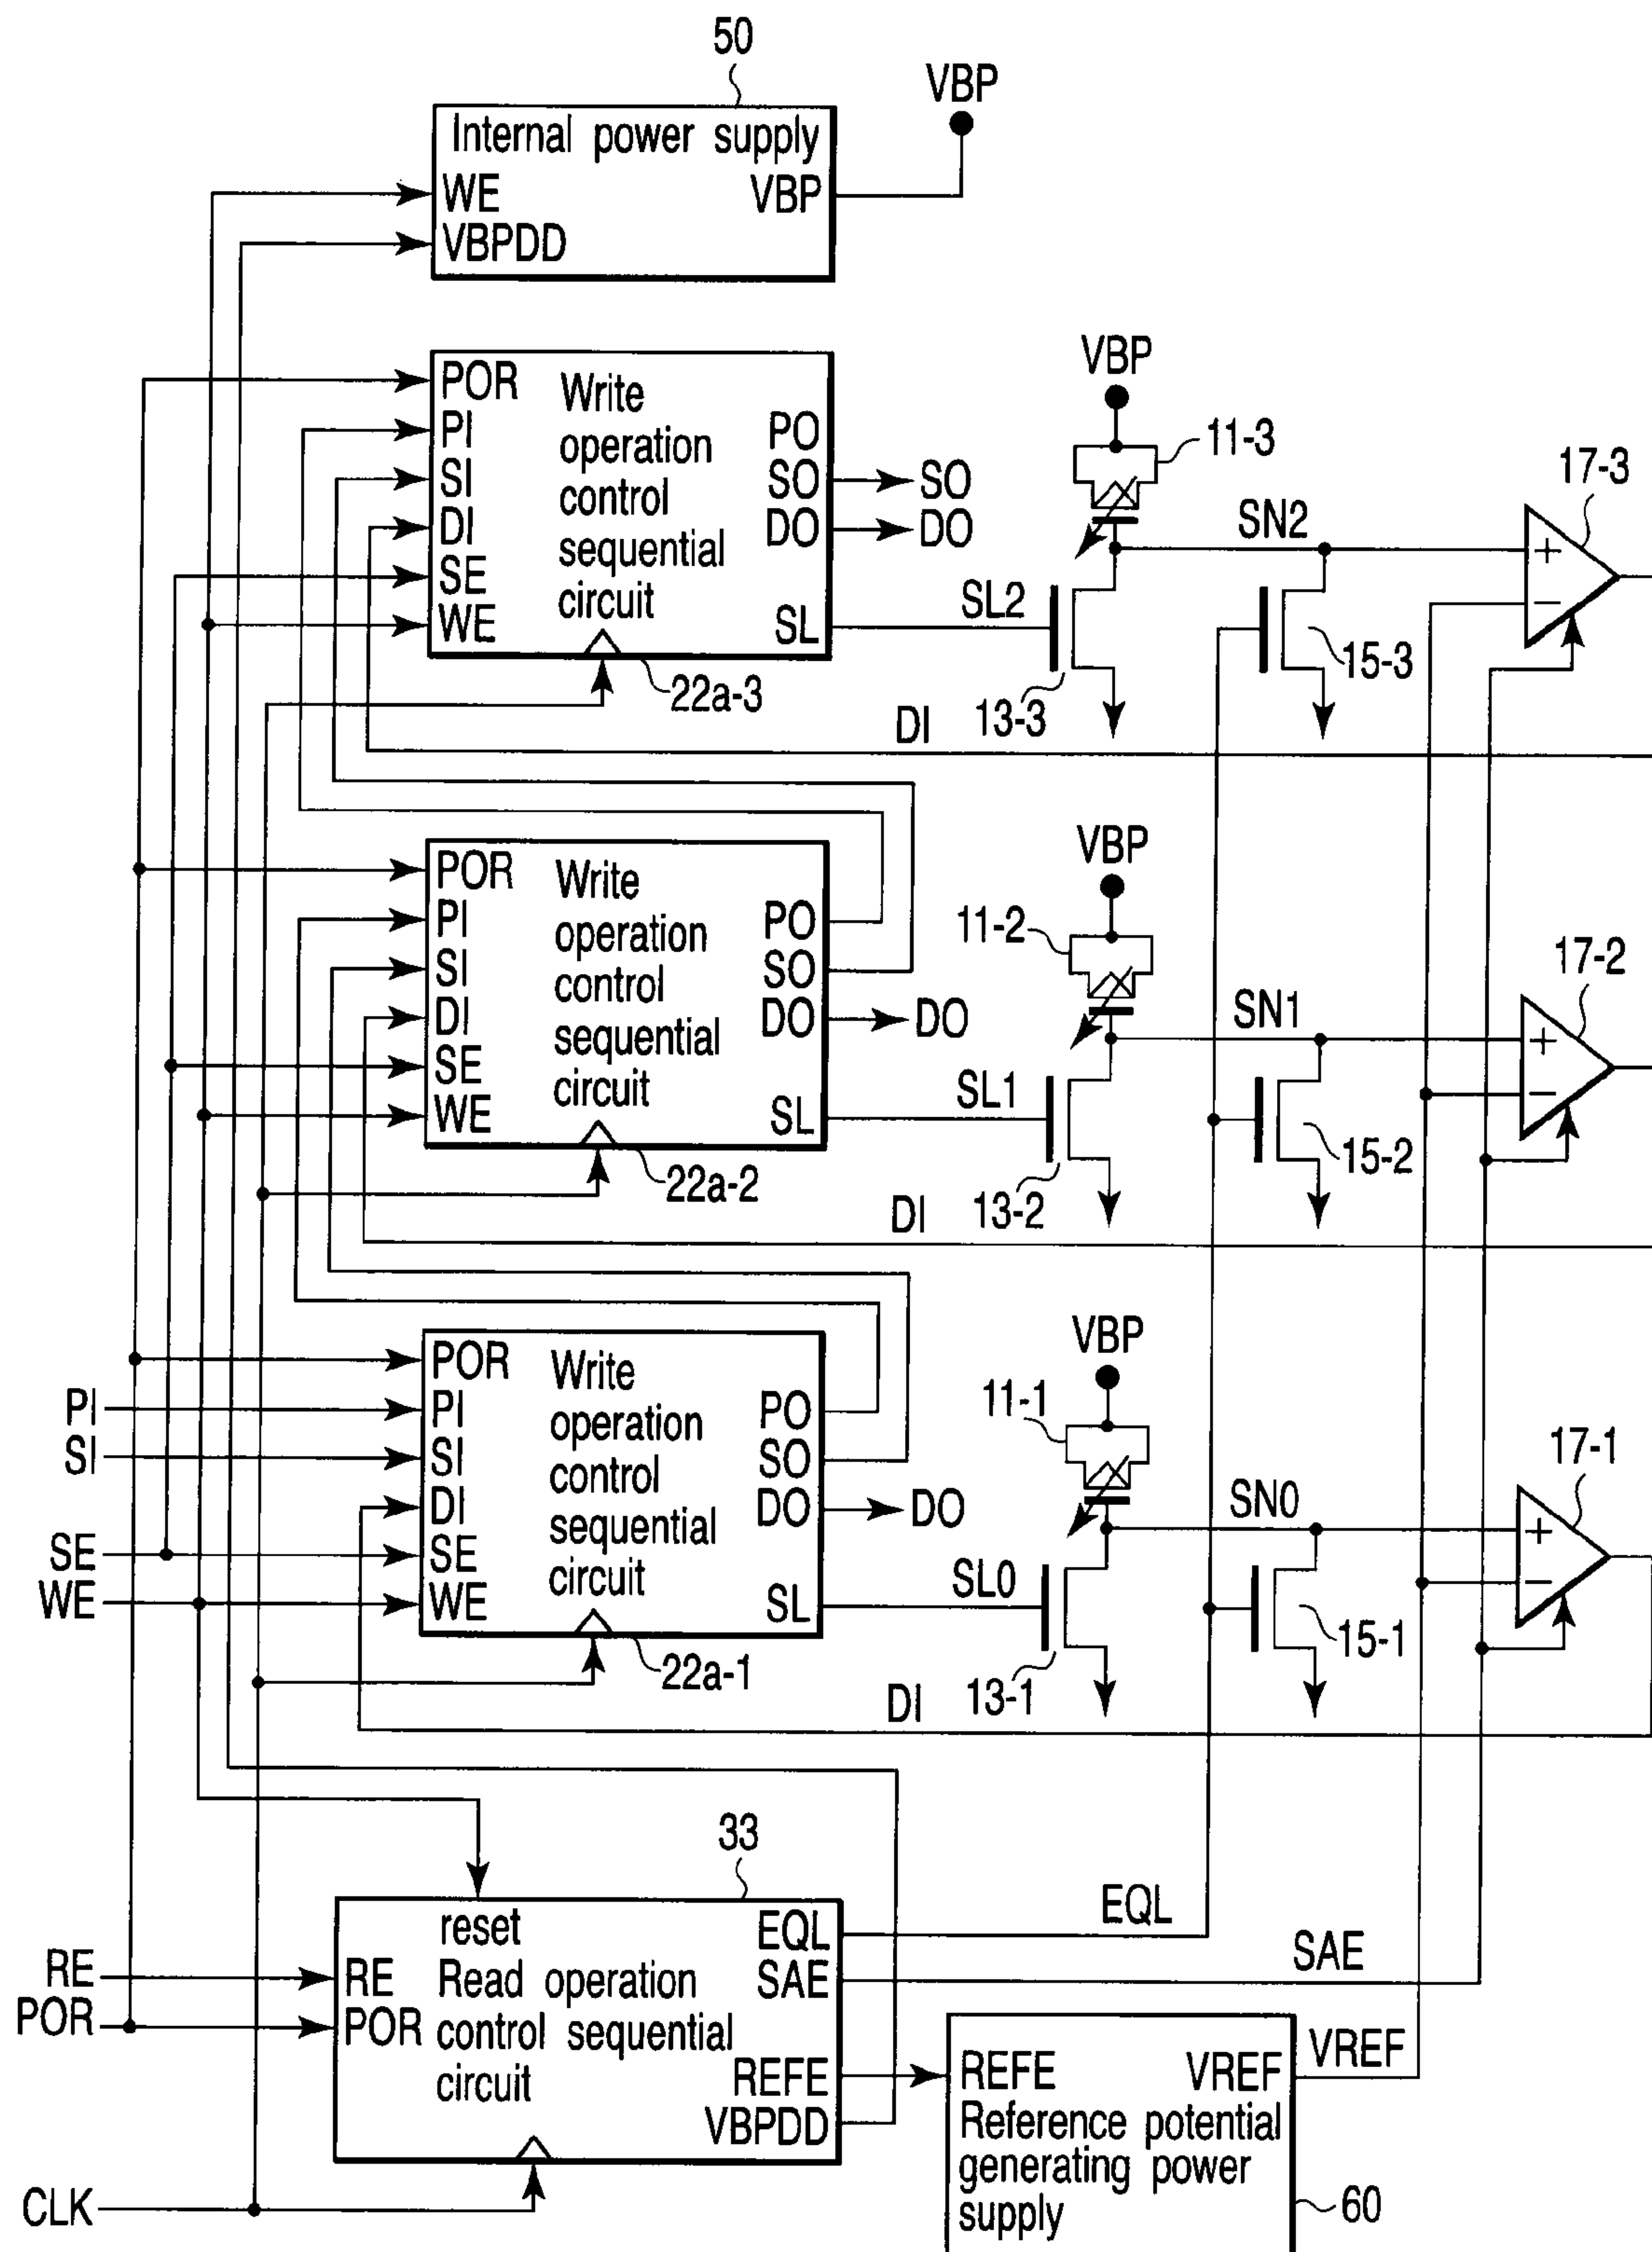 50
VBP
Internal power supply
WE VBP
VBPDD
POR Write
PI operation PO
SI control SO SO
DI sequential DO DO
SE circuit
WE SL
SL2
22a-3
VBP
11-3
SN2
17-3
+
−
13-3
15-3
DI
POR Write
PI operation PO
SI control SO
DI sequential DO DO
SE circuit
WE SL
SL1
22a-2
VBP
11-2
SN1
17-2
+
−
13-2
15-2
DI
PI
SI
SE
WE
POR Write
PI operation PO
SI control SO
DI sequential DO DO
SE circuit
WE SL
SL0
22a-1
VBP
11-1
SN0
17-1
+
−
13-1
15-1
DI
33
RE
POR
CLK
reset EQL
RE Read operation SAE
POR control sequential
circuit REFE
VBPDD
EQL
SAE
REFE VREF
VREF
Reference potential
generating power
supply
60